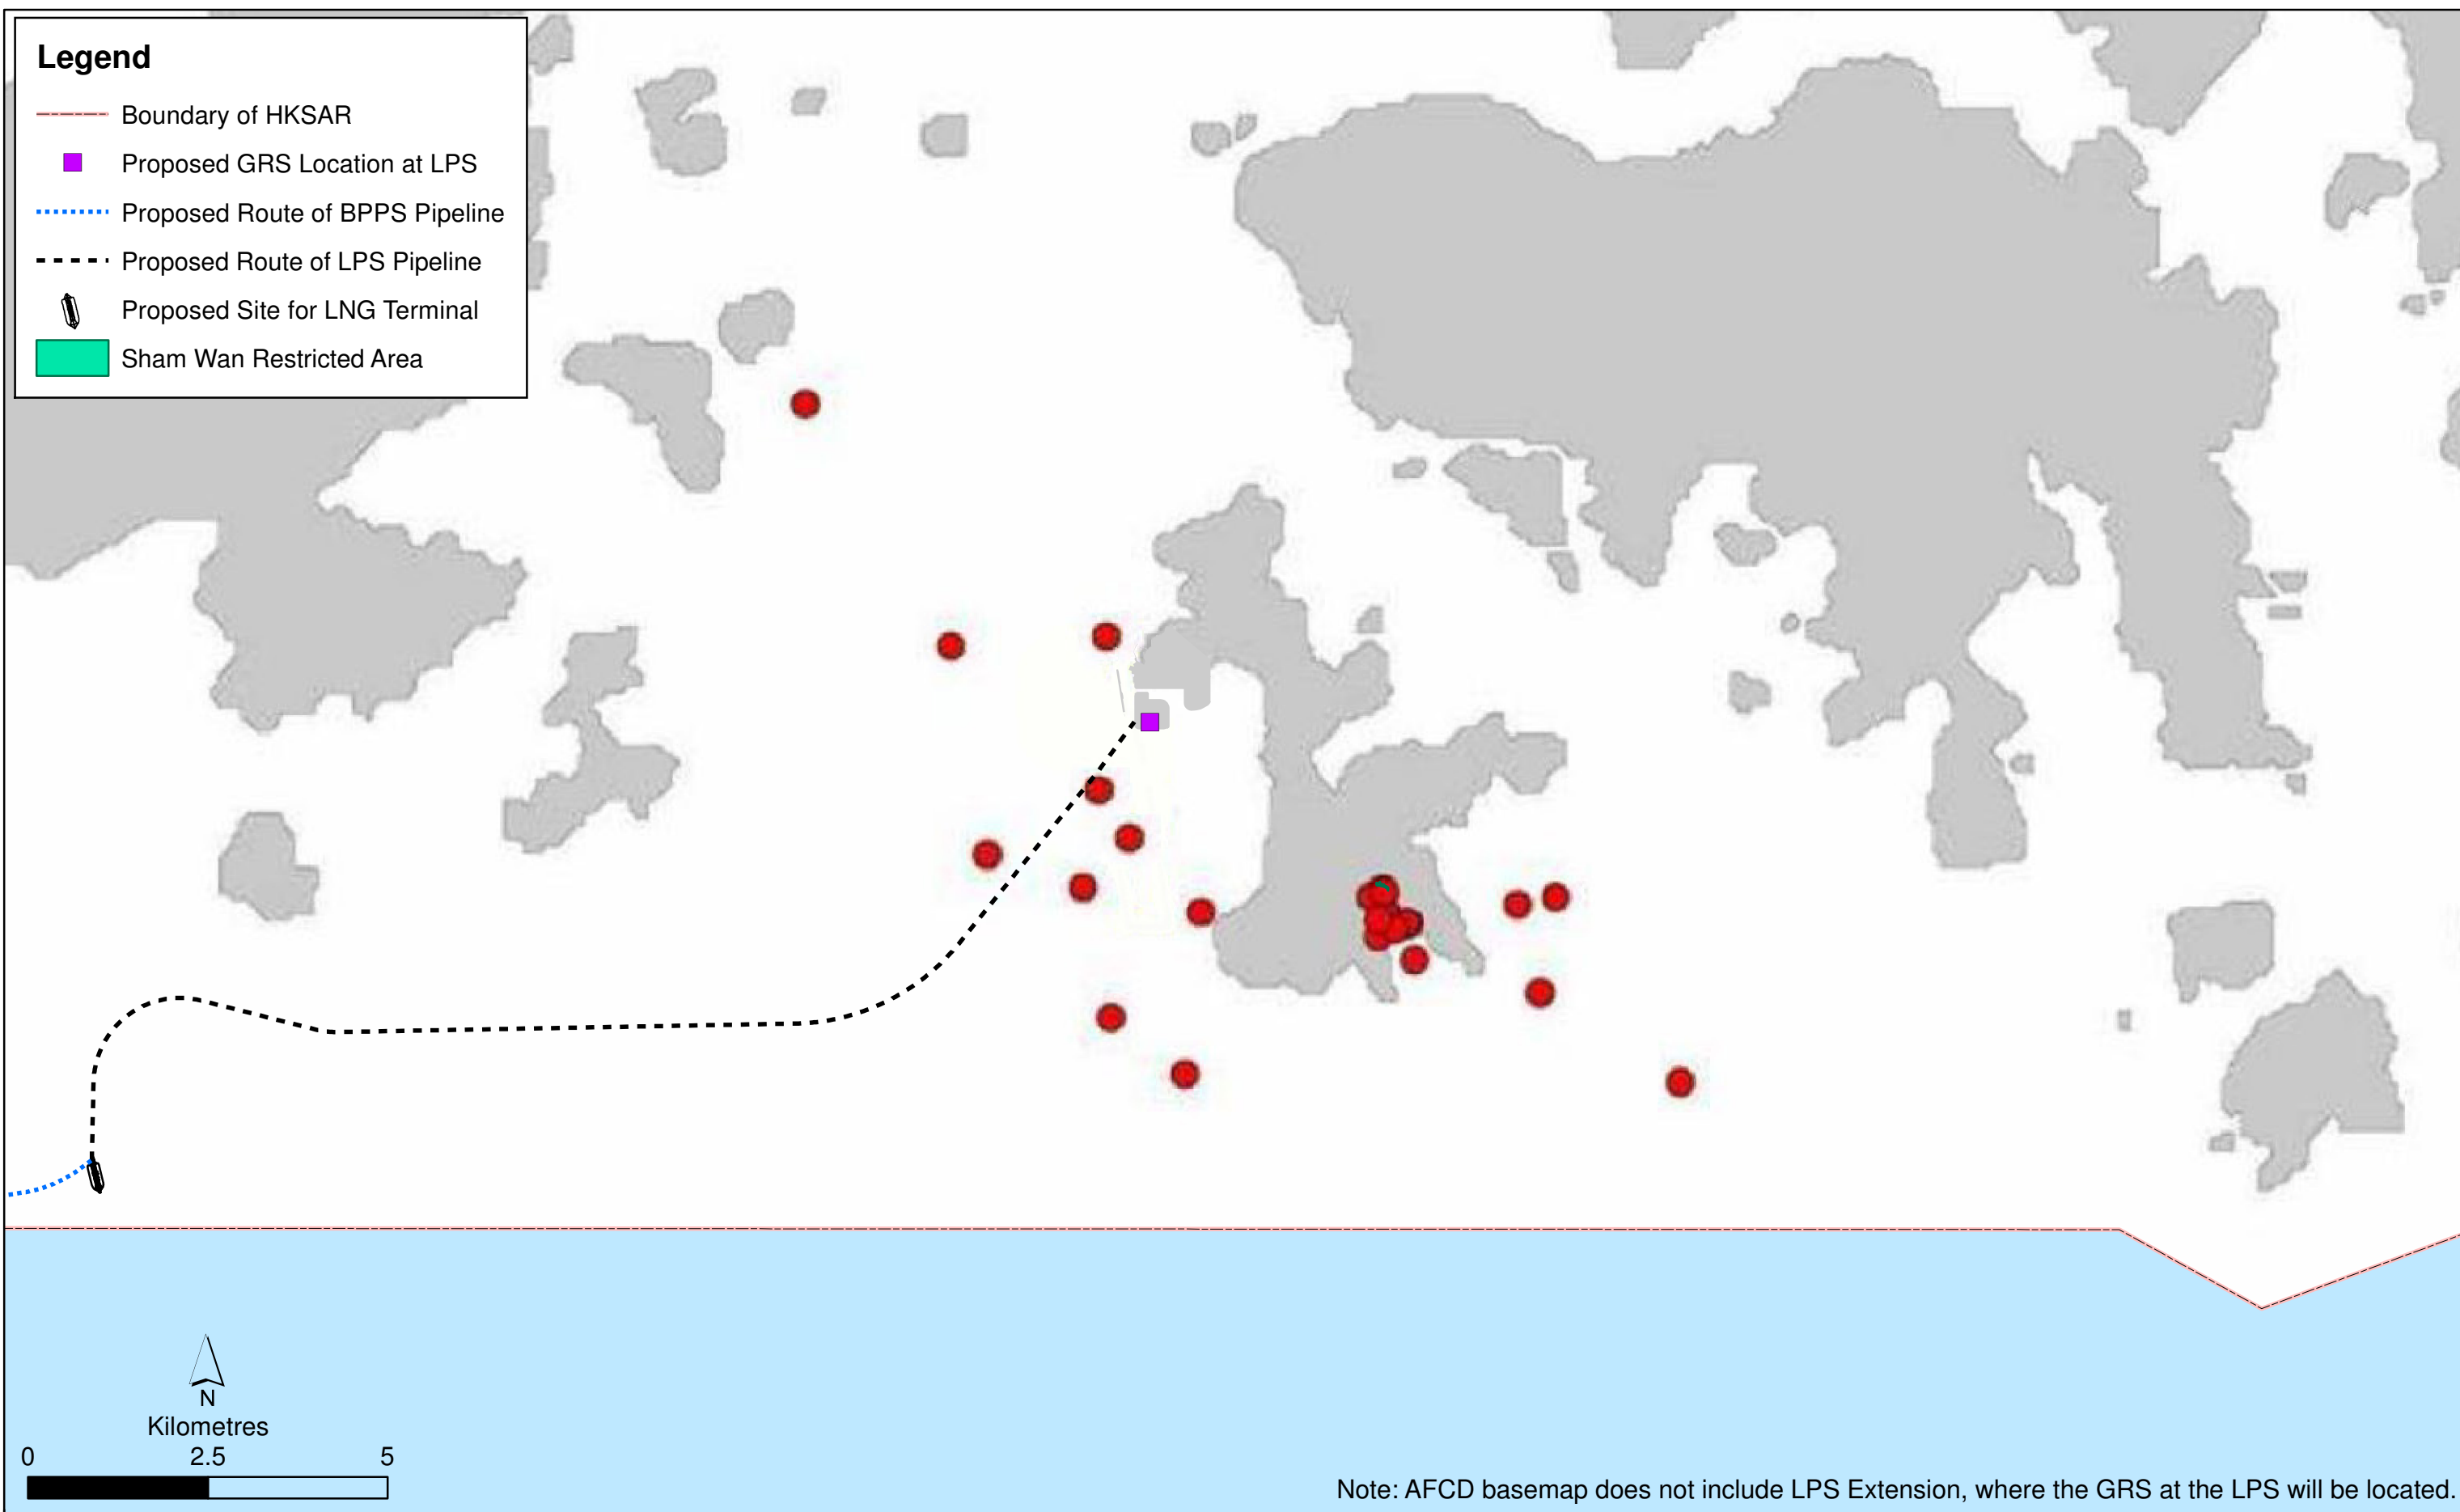 Legend
Boundary of HKSAR
Proposed GRS Location at LPS
Proposed Route of BPPS Pipeline
Proposed Route of LPS Pipeline
Proposed Site for LNG Terminal
Sham Wan Restricted Area
N
Kilometres
0 2.5 5
Note: AFCD basemap does not include LPS Extension, where the GRS at the LPS will be located.